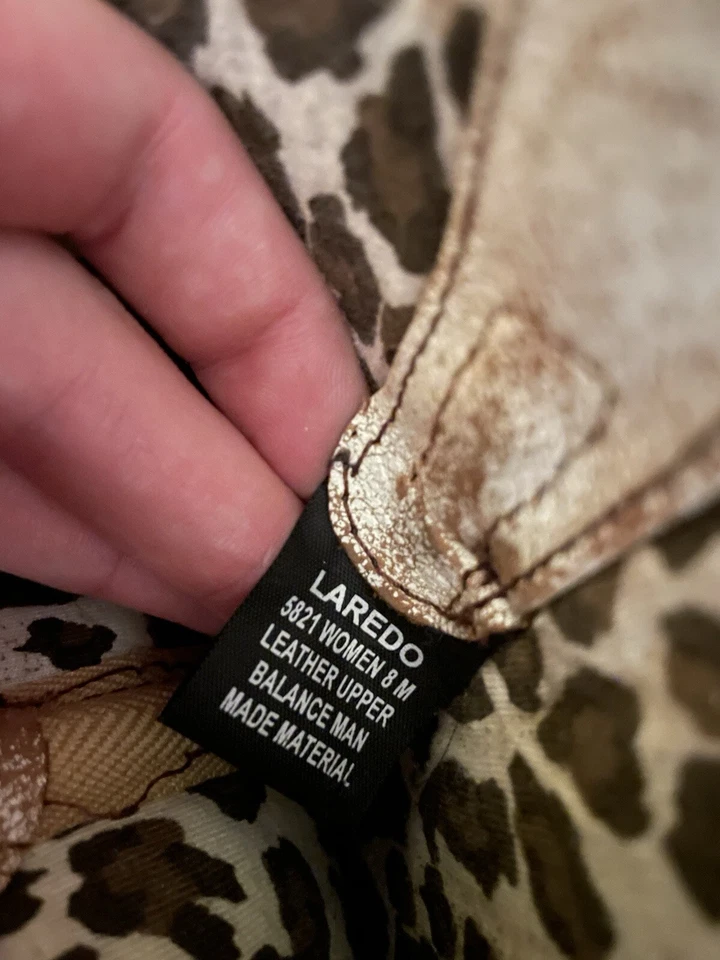 LAREDO
5821 WOMEN 8 M
LEATHER UPPER
BALANCE MAN
MADE MATERIAL